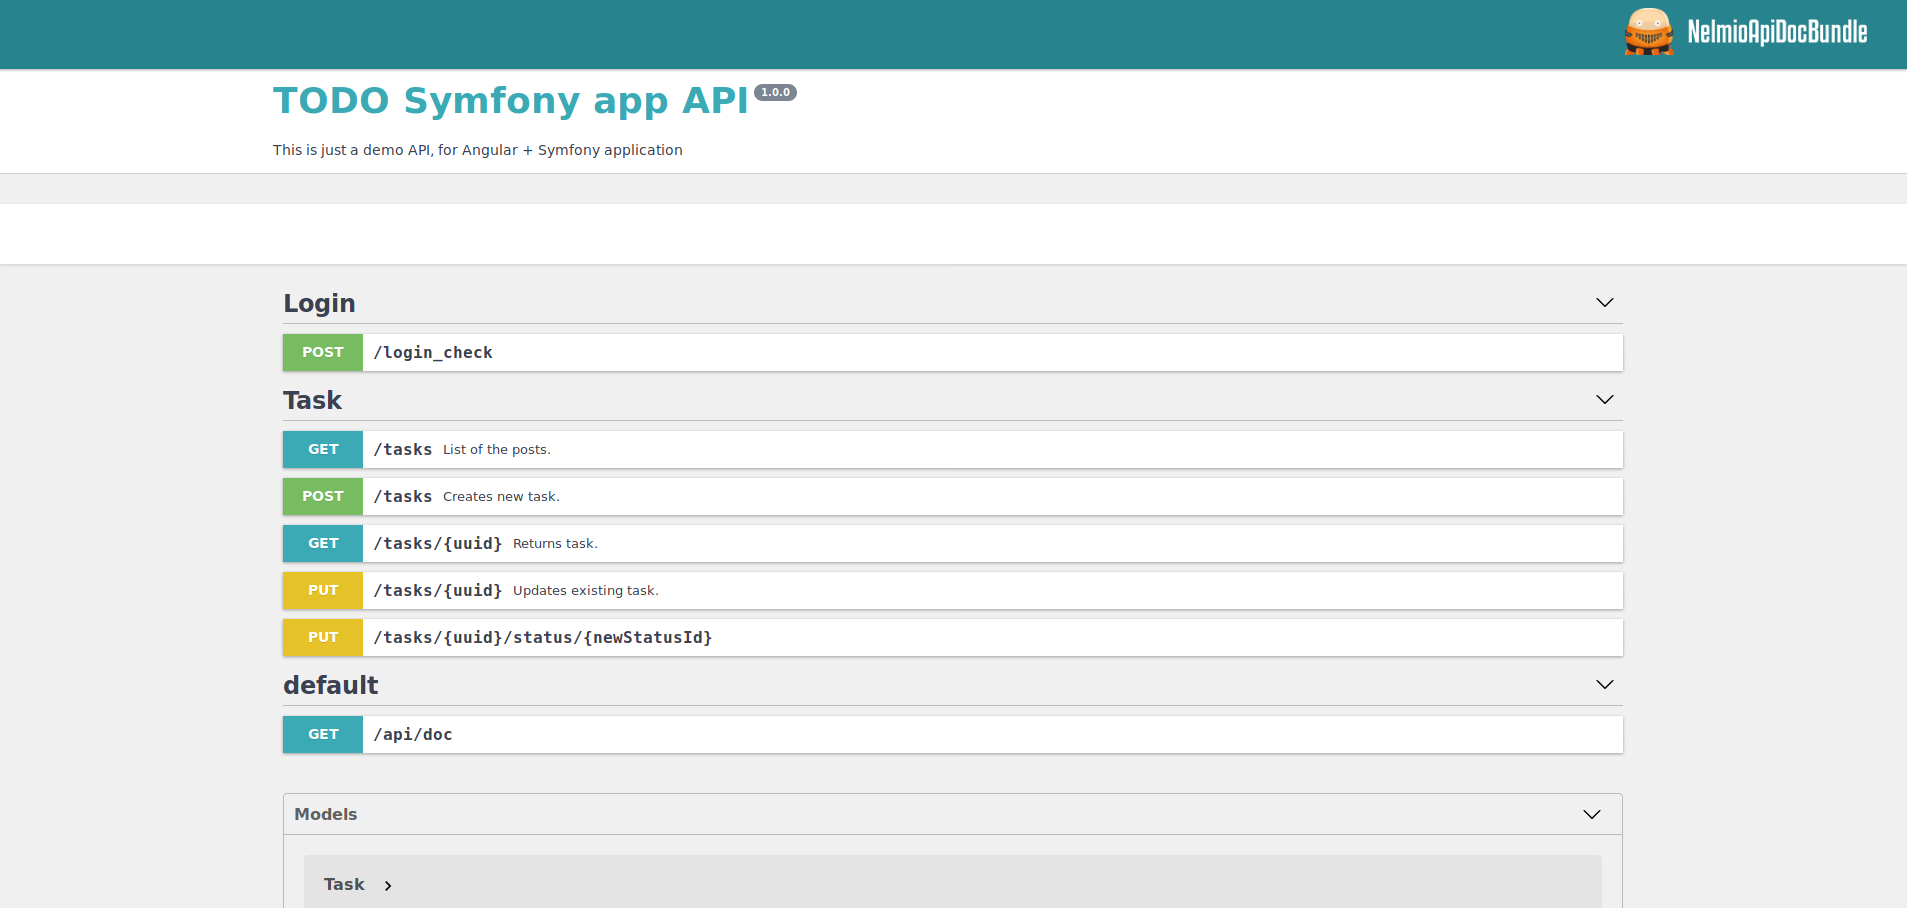 NelmioApiDocBundle
TODO Symfony app API 1.0.0
This is just a demo API, for Angular + Symfony application
Login
POST /login_check
Task
GET /tasks List of the posts.
POST /tasks Creates new task.
GET /tasks/{uuid} Returns task.
PUT /tasks/{uuid} Updates existing task.
PUT /tasks/{uuid}/status/{newStatusId}
default
GET /api/doc
Models
Task